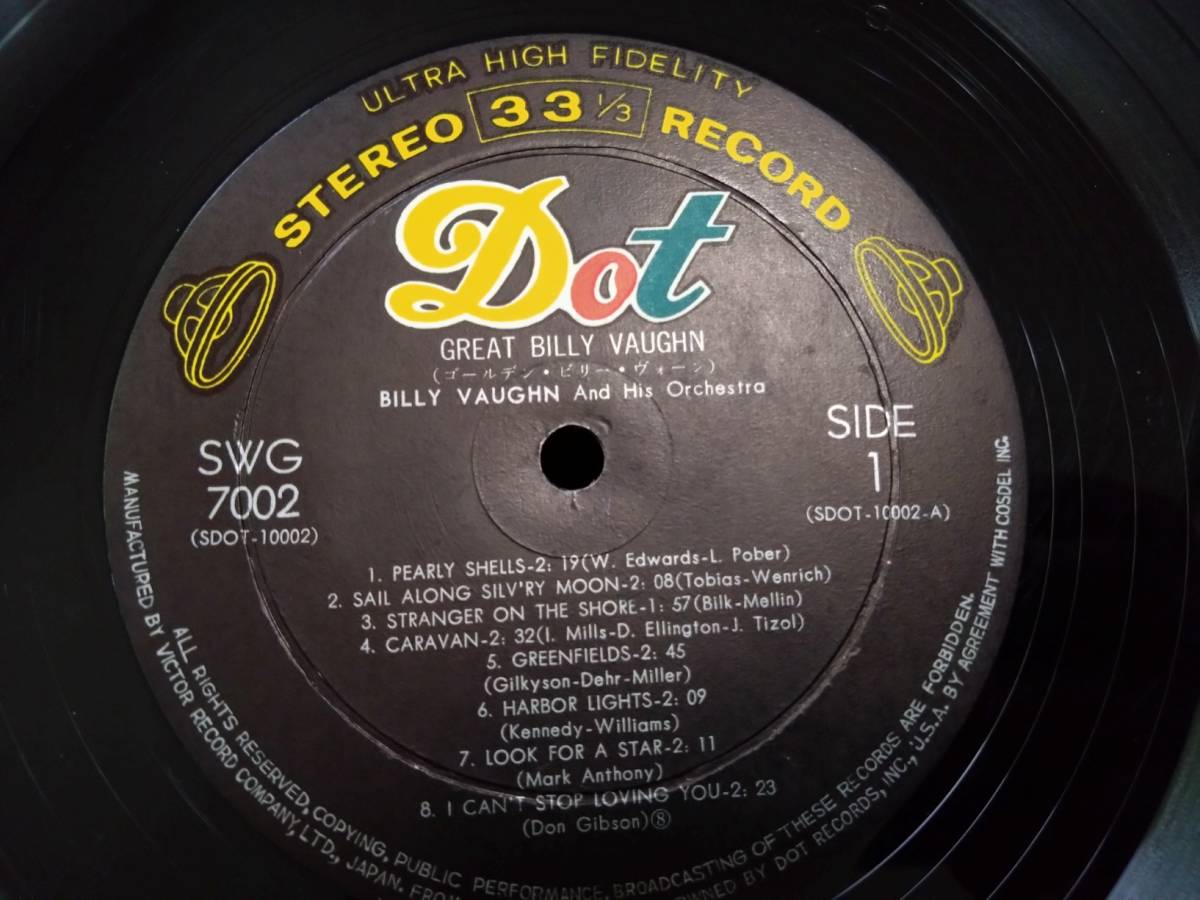 ULTRA HIGH FIDELITY
STEREO 33 1/3 RECORD
Dot
GREAT BILLY VAUGHN
(ゴールデン・ビリー・ヴォーン)
BILLY VAUGHN And His Orchestra
SWG
7002
(SDOT-10002)
SIDE
1
(SDOT-10002-A)
1. PEARLY SHELLS-2: 19(W. Edwards-L. Pober)
2. SAIL ALONG SILV'RY MOON-2: 08(Tobias-Wenrich)
3. STRANGER ON THE SHORE-1: 57(Bilk-Mellin)
4. CARAVAN-2: 32(I. Mills-D. Ellington-J. Tizol)
5. GREENFIELDS-2: 45
(Gilkyson-Dehr-Miller)
6. HARBOR LIGHTS-2: 09
(Kennedy-Williams)
7. LOOK FOR A STAR-2: 11
(Mark Anthony)
8. I CAN'T STOP LOVING YOU-2: 23
(Don Gibson)⑧
ALL RIGHTS RESERVED, COPYING, PUBLIC PERFORMANCE, BROADCASTING OF THESE RECORDS ARE FORBIDDEN.
MANUFACTURED BY VICTOR RECORD COMPANY, LTD., JAPAN, BY DOT RECORDS, INC., U.S.A. BY AGREEMENT WITH COSDEL INC.